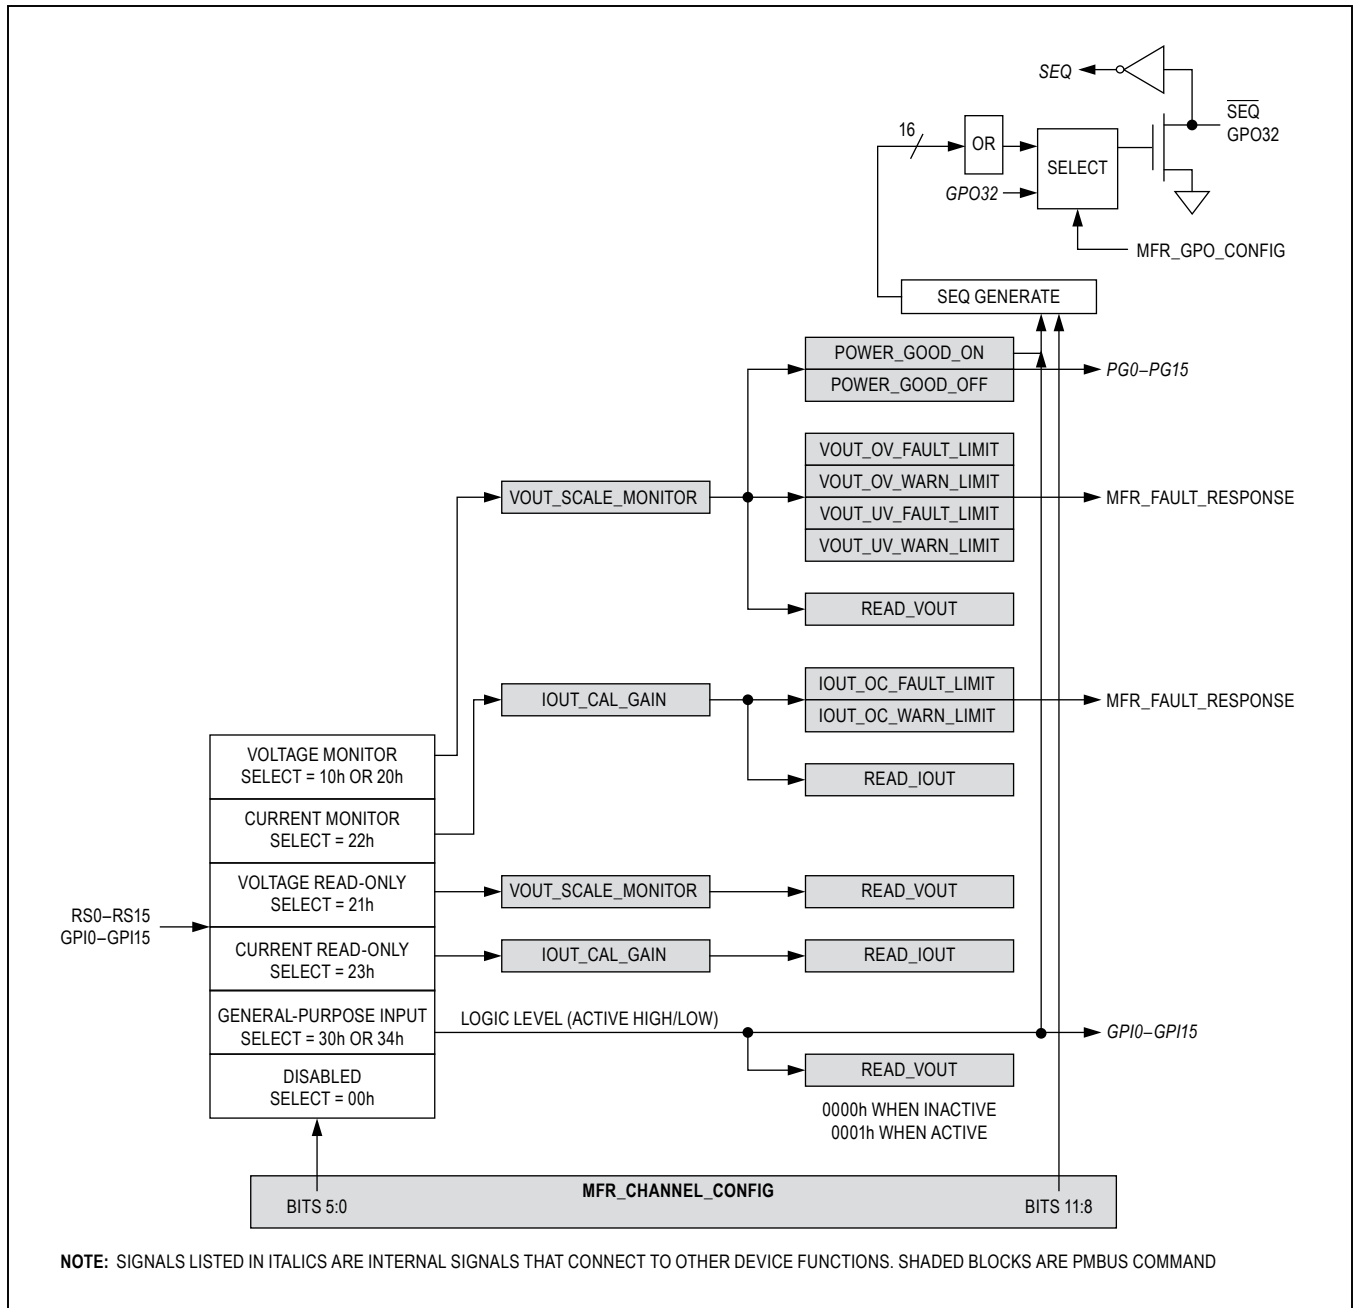 SEQ
SEQ
GPO32
16
OR
SELECT
GPO32
MFR_GPO_CONFIG
SEQ GENERATE
POWER_GOOD_ON
POWER_GOOD_OFF
PG0–PG15
VOUT_OV_FAULT_LIMIT
VOUT_OV_WARN_LIMIT
VOUT_UV_FAULT_LIMIT
VOUT_UV_WARN_LIMIT
VOUT_SCALE_MONITOR
MFR_FAULT_RESPONSE
READ_VOUT
IOUT_CAL_GAIN
IOUT_OC_FAULT_LIMIT
IOUT_OC_WARN_LIMIT
MFR_FAULT_RESPONSE
READ_IOUT
VOLTAGE MONITOR
SELECT = 10h OR 20h
CURRENT MONITOR
SELECT = 22h
VOLTAGE READ-ONLY
SELECT = 21h
VOUT_SCALE_MONITOR
READ_VOUT
RS0–RS15
GPI0–GPI15
CURRENT READ-ONLY
SELECT = 23h
IOUT_CAL_GAIN
READ_IOUT
GENERAL-PURPOSE INPUT
SELECT = 30h OR 34h
LOGIC LEVEL (ACTIVE HIGH/LOW)
GPI0–GPI15
READ_VOUT
0000h WHEN INACTIVE
0001h WHEN ACTIVE
DISABLED
SELECT = 00h
MFR_CHANNEL_CONFIG
BITS 5:0
BITS 11:8
NOTE: SIGNALS LISTED IN ITALICS ARE INTERNAL SIGNALS THAT CONNECT TO OTHER DEVICE FUNCTIONS. SHADED BLOCKS ARE PMBUS COMMAND